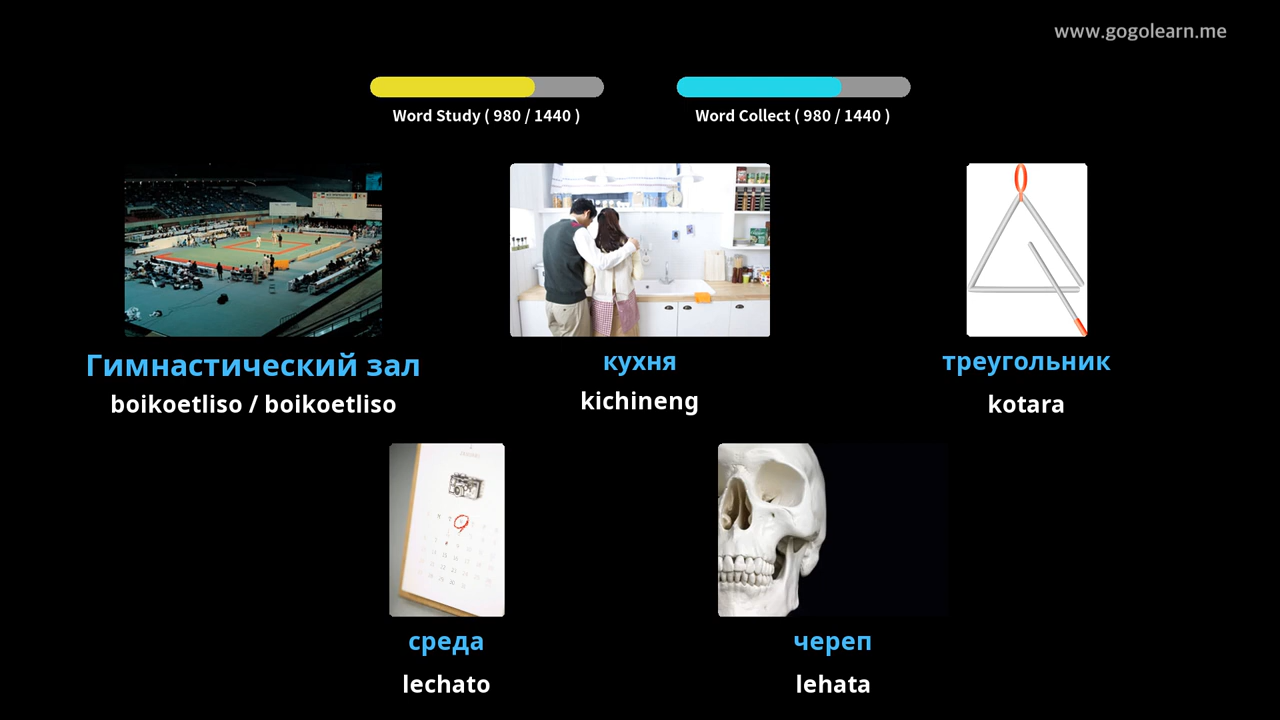 www.gogolearn.me
Word Study ( 980 / 1440 )
Word Collect ( 980 / 1440 )
Гимнастический зал
boikoetliso / boikoetliso
кухня
kichineng
треугольник
kotara
среда
lechato
череп
lehata